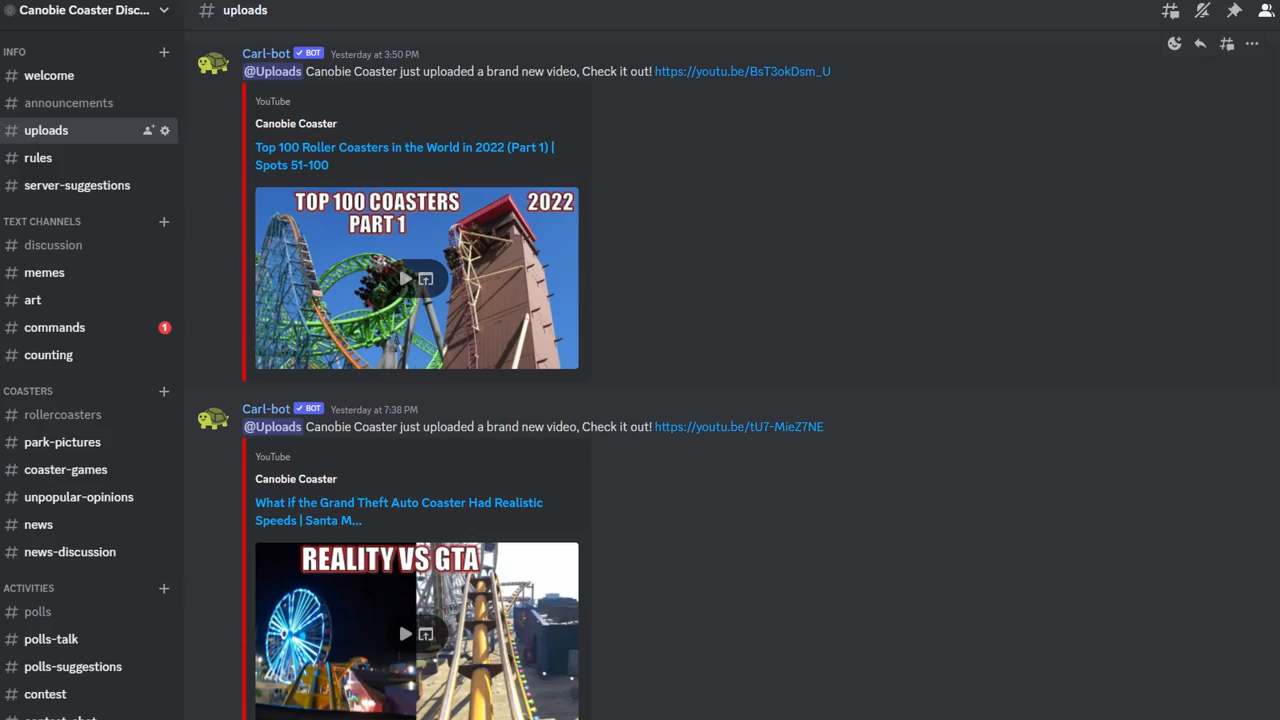 Canobie Coaster Disc...
# uploads
INFO
# welcome
# announcements
# uploads
# rules
# server-suggestions
TEXT CHANNELS
# discussion
# memes
# art
# commands 1
# counting
COASTERS
# rollercoasters
# park-pictures
# coaster-games
# unpopular-opinions
# news
# news-discussion
ACTIVITIES
# polls
# polls-talk
# polls-suggestions
# contest
Carl-bot ✓ BOT Yesterday at 3:50 PM
@Uploads Canobie Coaster just uploaded a brand new video, Check it out! https://youtu.be/BsT3okDsm_U
YouTube
Canobie Coaster
Top 100 Roller Coasters in the World in 2022 (Part 1) |
Spots 51-100
TOP 100 COASTERS 2022
PART 1
Carl-bot ✓ BOT Yesterday at 7:38 PM
@Uploads Canobie Coaster just uploaded a brand new video, Check it out! https://youtu.be/tU7-MieZ7NE
YouTube
Canobie Coaster
What if the Grand Theft Auto Coaster Had Realistic
Speeds | Santa M...
REALITY VS GTA